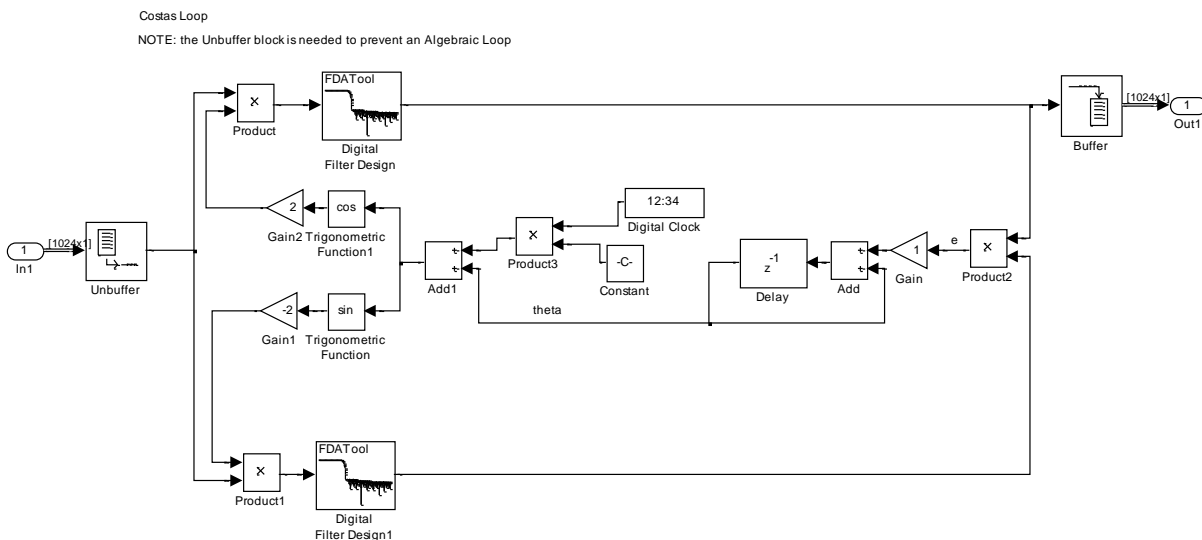 Costas Loop
NOTE: the Unbuffer block is needed to prevent an Algebraic Loop
FDATool
×
Product
Digital
Filter Design
[1024x1]
1
Out1
Buffer
2
Gain2
cos
Trigonometric
Function1
12:34
Digital Clock
[1024x1]
1
In1
Unbuffer
+
+
Add1
×
Product3
-C-
Constant
-1
z
Delay
+
+
Add
1
Gain
e
×
Product2
-2
Gain1
sin
Trigonometric
Function
theta
FDATool
×
Product1
Digital
Filter Design1